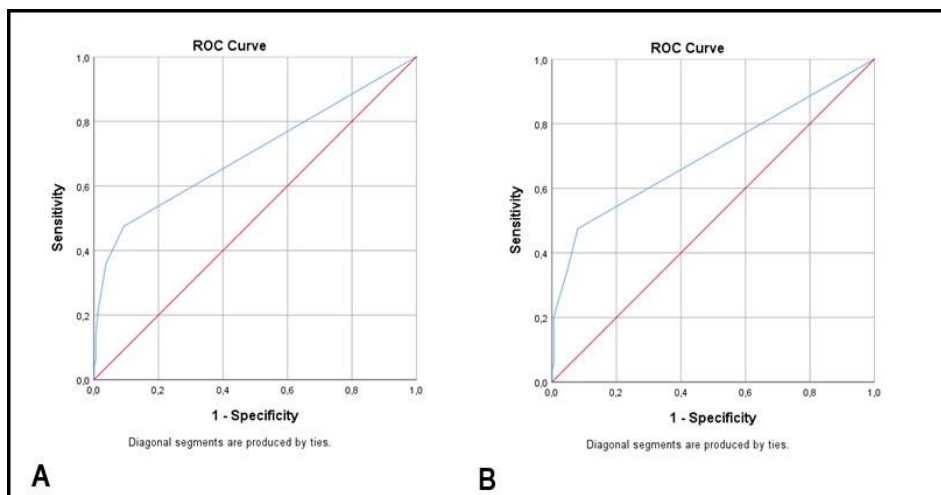 ROC Curve
1,0
0,8
0,6
0,4
0,2
0,0
Sensitivity
0,0 0,2 0,4 0,6 0,8 1,0
1 - Specificity
Diagonal segments are produced by ties.
A
ROC Curve
1,0
0,8
0,6
0,4
0,2
0,0
Sensitivity
0,0 0,2 0,4 0,6 0,8 1,0
1 - Specificity
Diagonal segments are produced by ties.
B